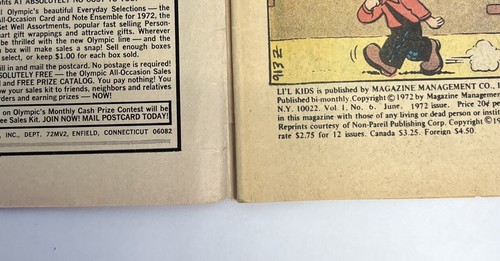 fits AT ABSOLUTELY NO COST TO YOU!
Olympic's beautiful Everyday Selections — the
All-Occasion Card and Note Ensemble for 1972, the
Get Well Assortments, popular fast selling Person-
art gift wrappings and attractive gifts. Wherever
be thrilled with the new Olympic line — and the
box will make sales a snap! Sell enough boxes
select, or keep $1.00 for each box sold.
ill in and mail the postcard. No postage is required!
SOLUTELY FREE — the Olympic All-Occasion Sales
and FREE PRIZE CATALOG. You pay nothing! You
ow your sales kit to friends, neighbors and relatives
orders and earning prizes — NOW!
on Olympic's Monthly Cash Prize Contest will be
ee Sales Kit. JOIN NOW! MAIL POSTCARD TODAY!
, INC., DEPT. 72MV2, ENFIELD, CONNECTICUT 06082
LI'L KIDS is published by MAGAZINE MANAGEMENT CO., I
Published bi-monthly. Copyright © 1972 by Magazine Managemen
N.Y. 10022. Vol. 1, No. 6, June, 1972 issue. Price 20¢ p
in this magazine with those of any living or dead person or instit
Reprints courtesy of Non-Pareil Publishing Corp. Copyright © 19
rate $2.75 for 12 issues. Canada $3.25. Foreign $4.50.